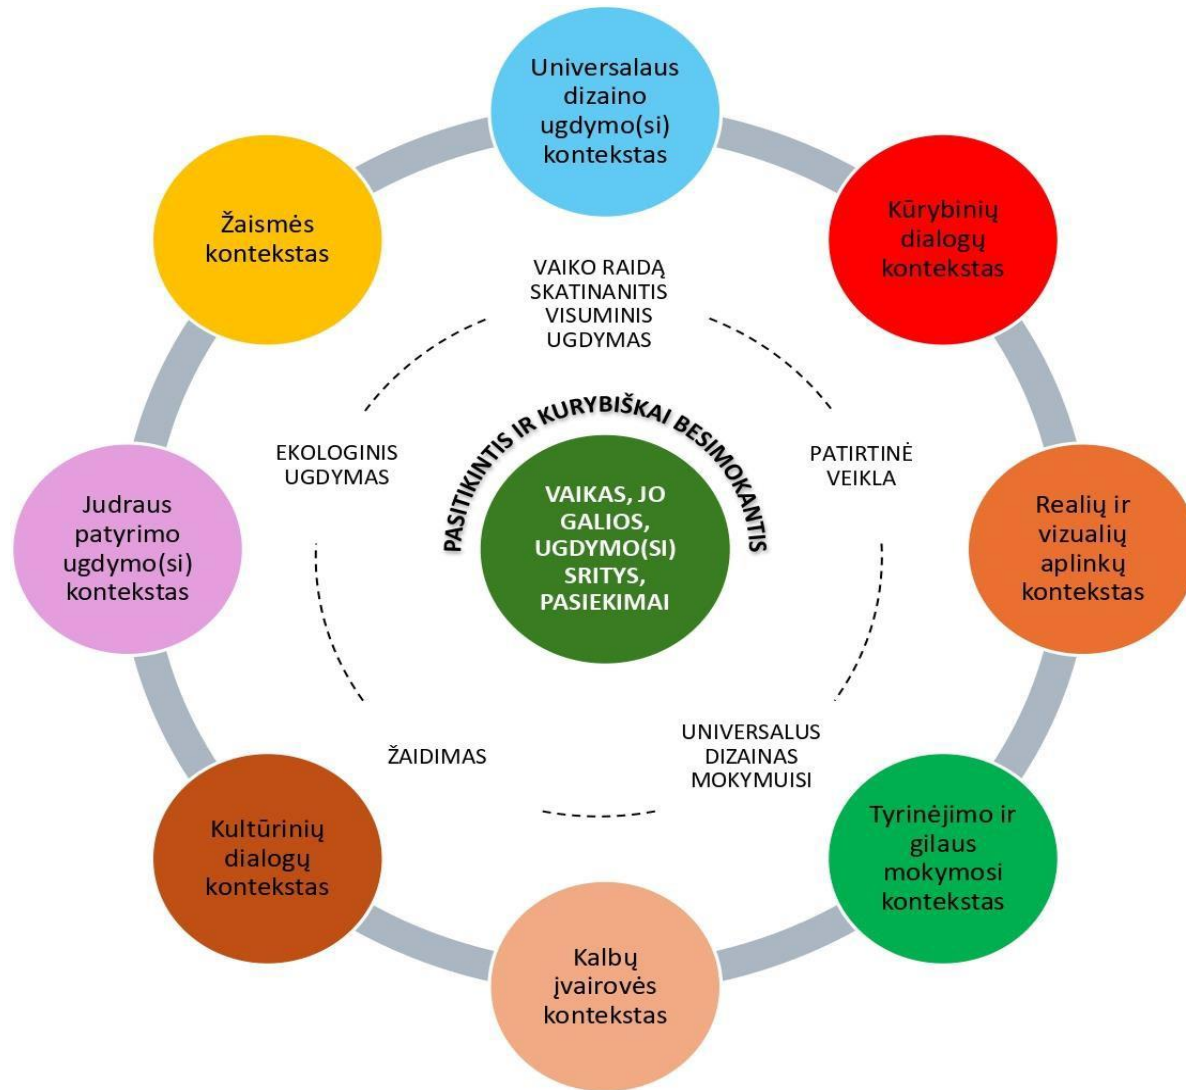 Universalaus
dizaino
ugdymo(si)
kontekstas
Kūrybinių
dialogų
kontekstas
Realių ir
vizualių
aplinkų
kontekstas
Tyrinėjimo ir
gilaus
mokymosi
kontekstas
Kalbų
įvairovės
kontekstas
Kultūrinių
dialogų
kontekstas
Judraus
patyrimo
ugdymo(si)
kontekstas
Žaismės
kontekstas
VAIKO RAIDĄ
SKATINANITIS
VISUMINIS
UGDYMAS
PATIRTINĖ
VEIKLA
UNIVERSALUS
DIZAINAS
MOKYMUISI
ŽAIDIMAS
EKOLOGINIS
UGDYMAS
PASITIKINTIS IR KURYBIŠKAI BESIMOKANTIS
VAIKAS, JO
GALIOS,
UGDYMO(SI)
SRITYS,
PASIEKIMAI